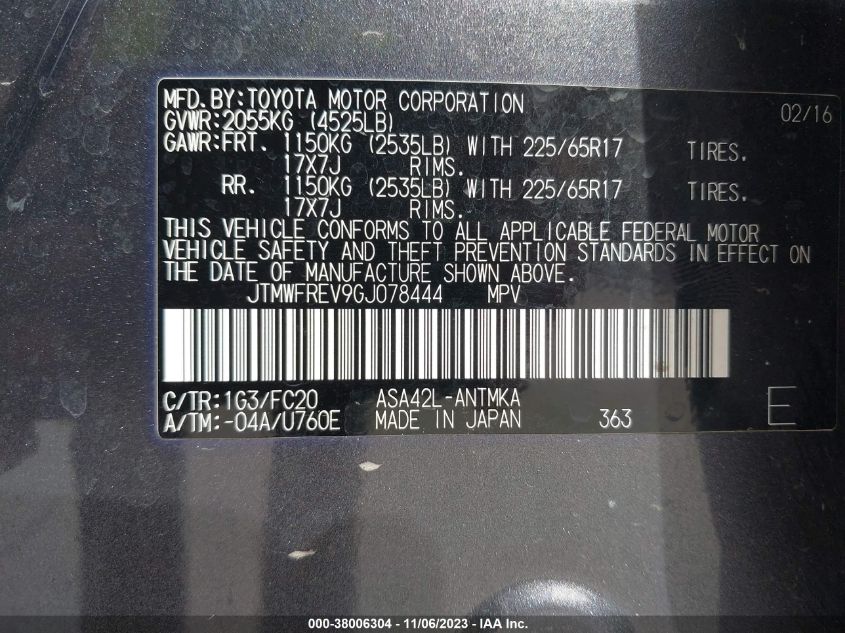 MFD. BY: TOYOTA MOTOR CORPORATION 02/16
GVWR: 2055KG (4525LB)
GAWR: FRT. 1150KG (2535LB) WITH 225/65R17 TIRES.
17X7J RIMS.
RR. 1150KG (2535LB) WITH 225/65R17 TIRES.
17X7J RIMS.
THIS VEHICLE CONFORMS TO ALL APPLICABLE FEDERAL MOTOR
VEHICLE SAFETY AND THEFT PREVENTION STANDARDS IN EFFECT ON
THE DATE OF MANUFACTURE SHOWN ABOVE.
JTMWFREV9GJ078444 MPV
C/TR: 1G3/FC20 ASA42L-ANTMKA E
A/TM: -04A/U760E MADE IN JAPAN 363
000-38006304 - 11/06/2023 - IAA Inc.